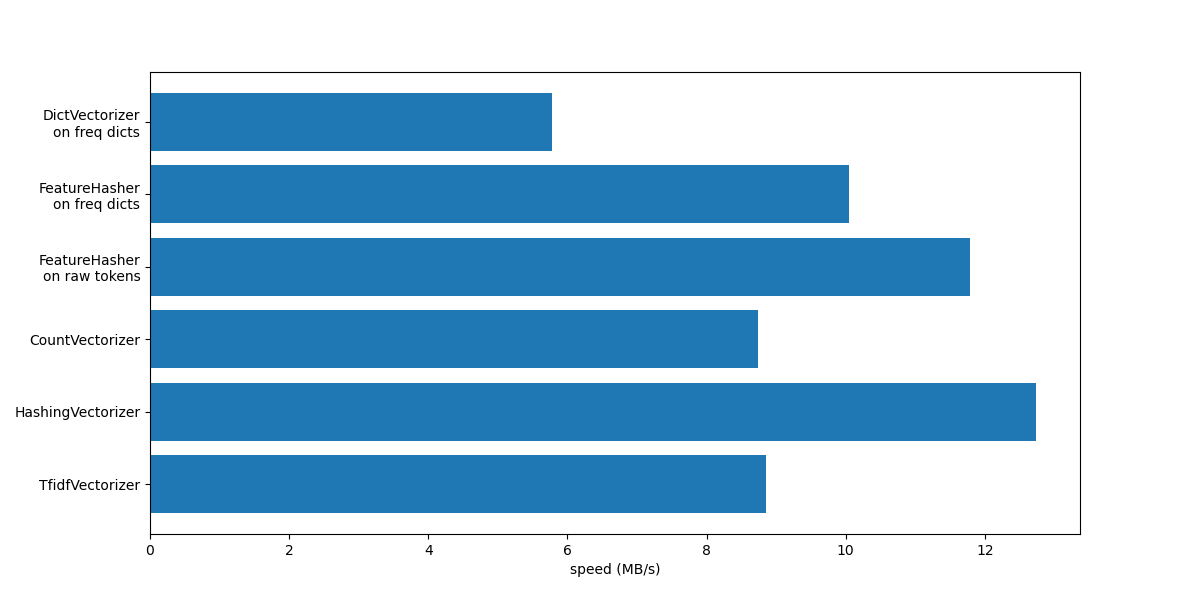 DictVectorizer
on freq dicts
FeatureHasher
on freq dicts
FeatureHasher
on raw tokens
CountVectorizer
HashingVectorizer
TfidfVectorizer
0 2 4 6 8 10 12
speed (MB/s)